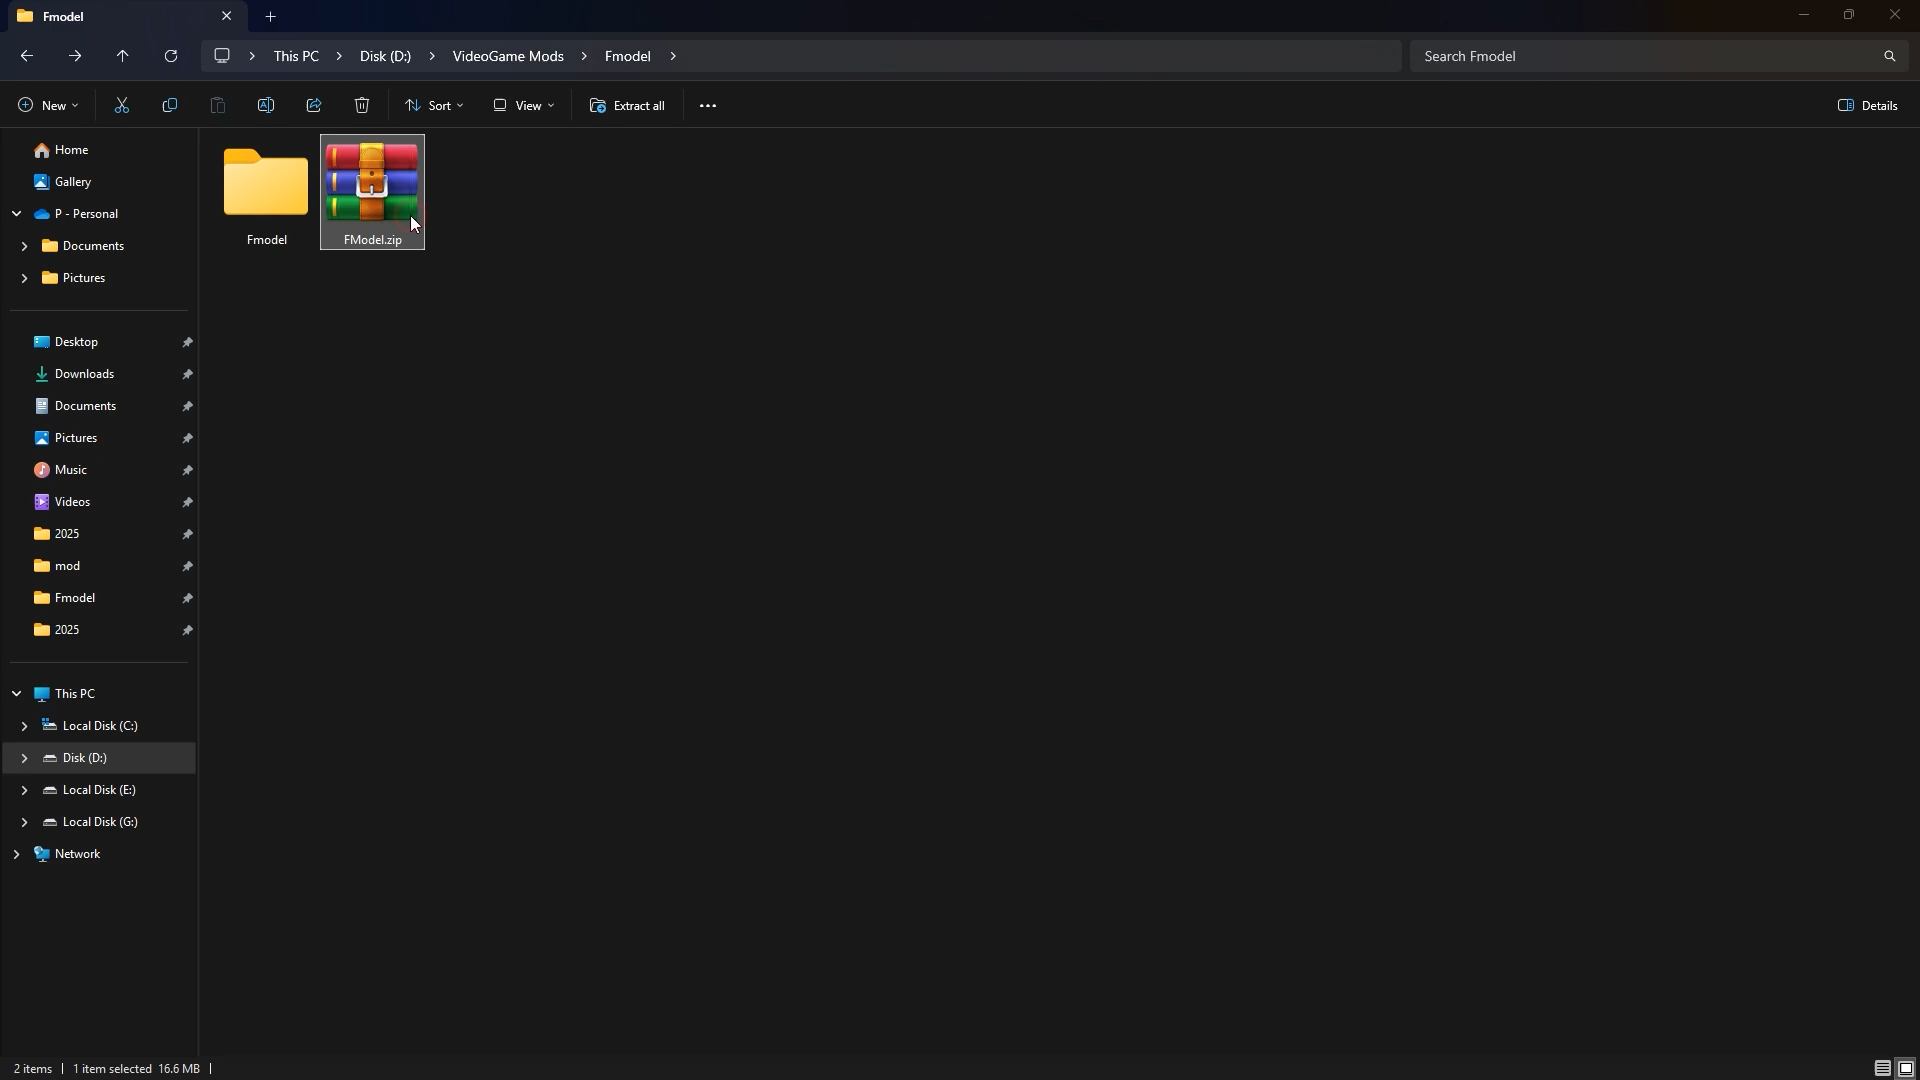 Fmodel
This PC
Disk (D:)
VideoGame Mods
Fmodel
Search Fmodel
New
Sort
View
Extract all
Details
Home
Gallery
P - Personal
Documents
Pictures
Desktop
Downloads
Documents
Pictures
Music
Videos
2025
mod
Fmodel
2025
This PC
Local Disk (C:)
Disk (D:)
Local Disk (E:)
Local Disk (G:)
Network
Fmodel
FModel.zip
2 items
1 item selected 16.6 MB